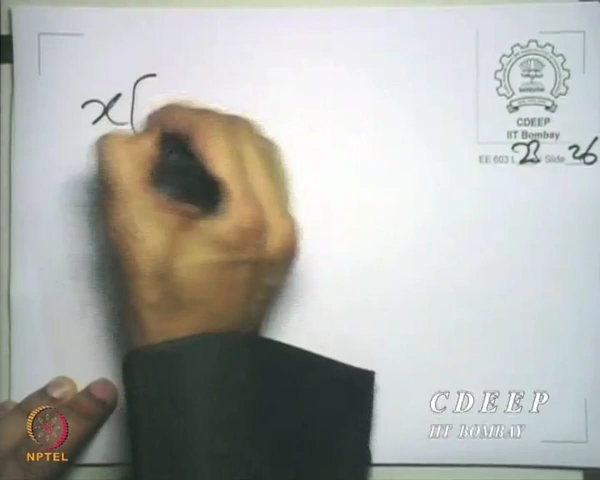 x(
CDEEP
IIT Bombay
EE 603 L 23 Slide 26
CDEEP
IIT BOMBAY
NPTEL